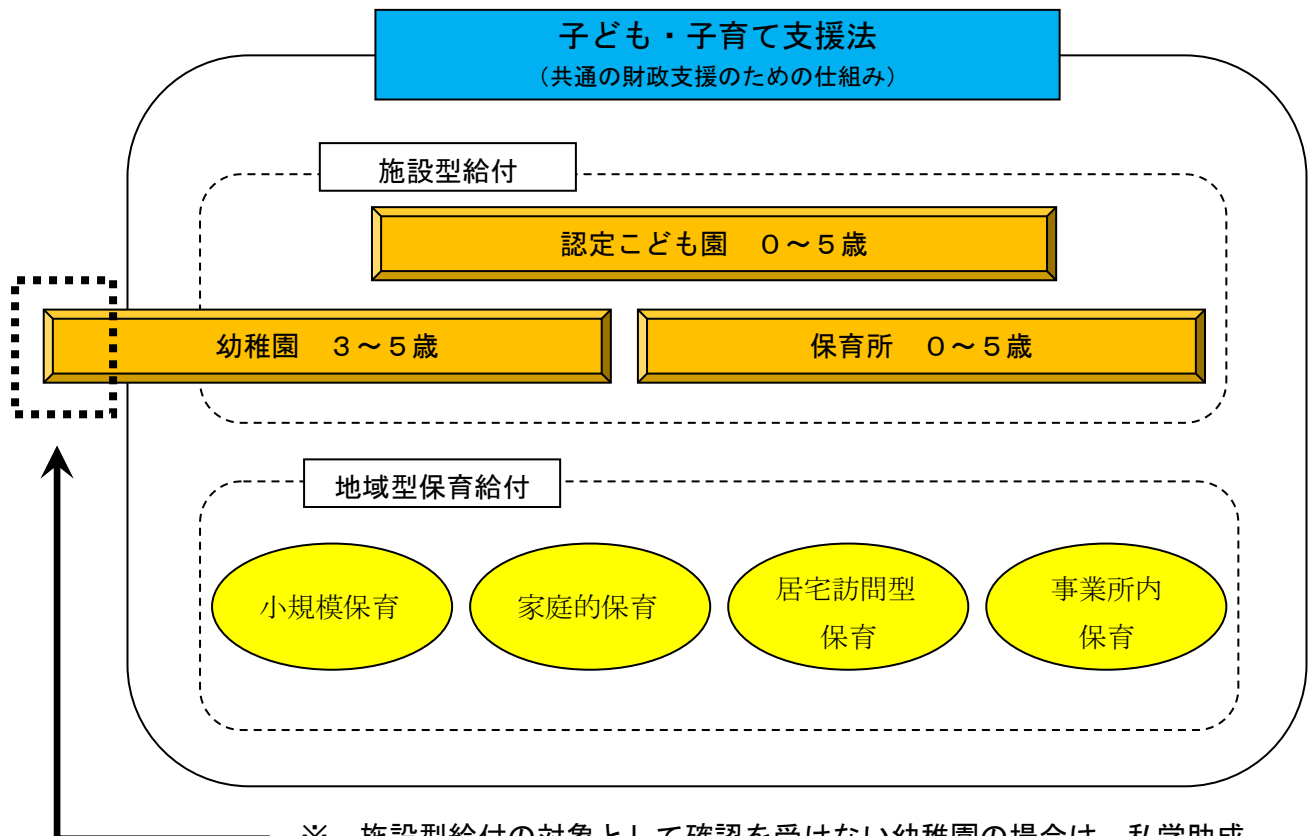 子ども・子育て支援法
（共通の財政支援のための仕組み）
施設型給付
認定こども園　０～５歳
幼稚園　３～５歳
保育所　０～５歳
地域型保育給付
小規模保育
家庭的保育
居宅訪問型
保育
事業所内
保育
※　施設型給付の対象として確認を受けない幼稚園の場合は、私学助成